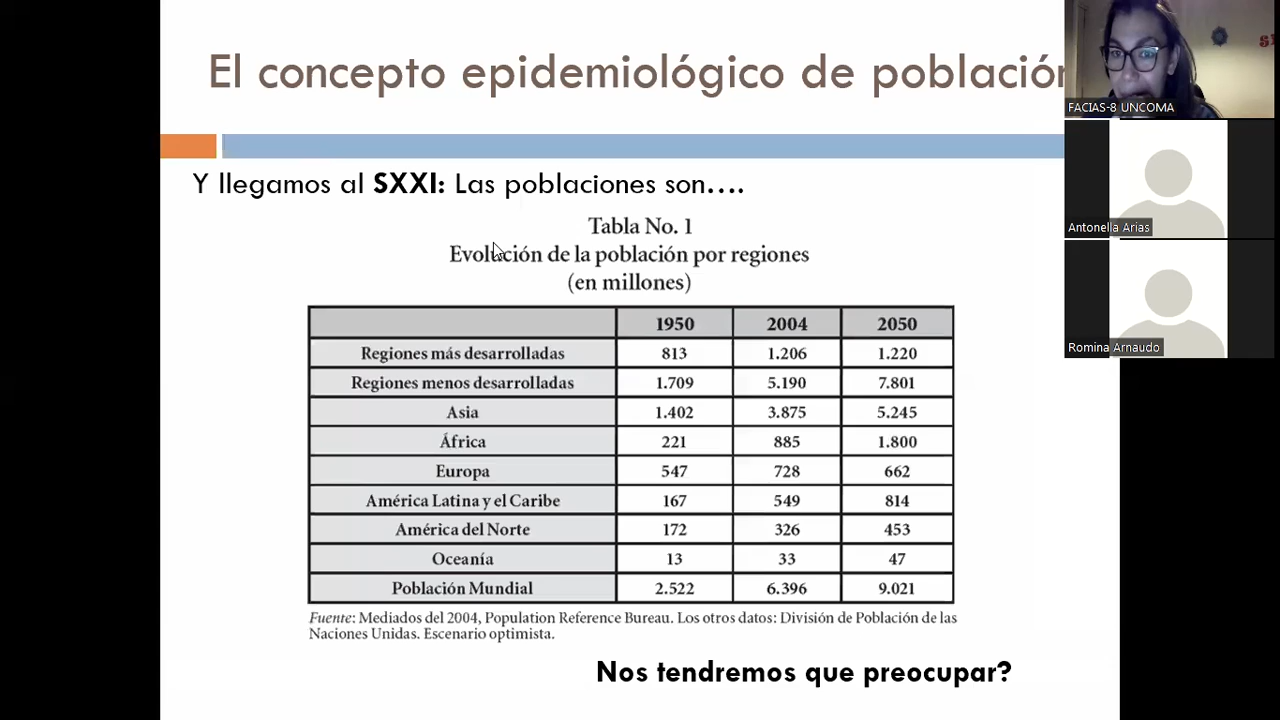 El concepto epidemiológico de población
Y llegamos al SXXI: Las poblaciones son....
Tabla No. 1
Evolución de la población por regiones
(en millones)
1950 2004 2050
Regiones más desarrolladas 813 1.206 1.220
Regiones menos desarrolladas 1.709 5.190 7.801
Asia 1.402 3.875 5.245
África 221 885 1.800
Europa 547 728 662
América Latina y el Caribe 167 549 814
América del Norte 172 326 453
Oceanía 13 33 47
Población Mundial 2.522 6.396 9.021
Fuente: Mediados del 2004, Population Reference Bureau. Los otros datos: División de Población de las
Naciones Unidas. Escenario optimista.
Nos tendremos que preocupar?
FACIAS-8 UNCOMA
Antonella Arias
Romina Arnaudo